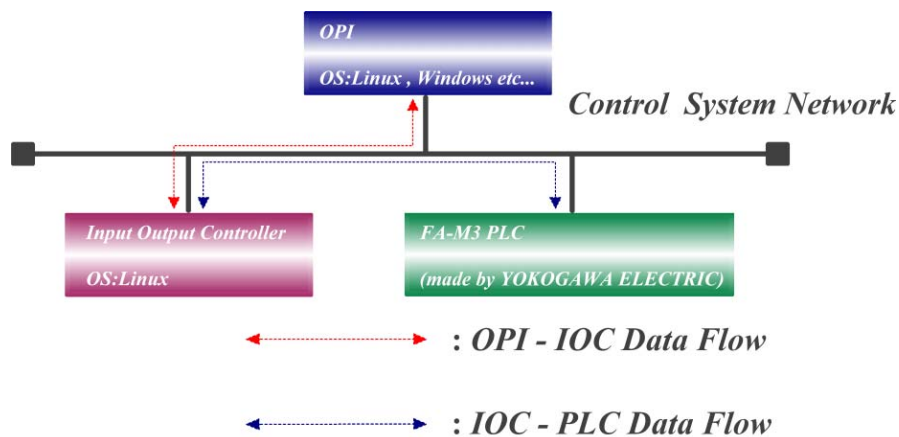 OPI
OS:Linux , Windows etc...
Control System Network
Input Output Controller
OS:Linux
FA-M3 PLC
(made by YOKOGAWA ELECTRIC)
: OPI - IOC Data Flow
: IOC - PLC Data Flow